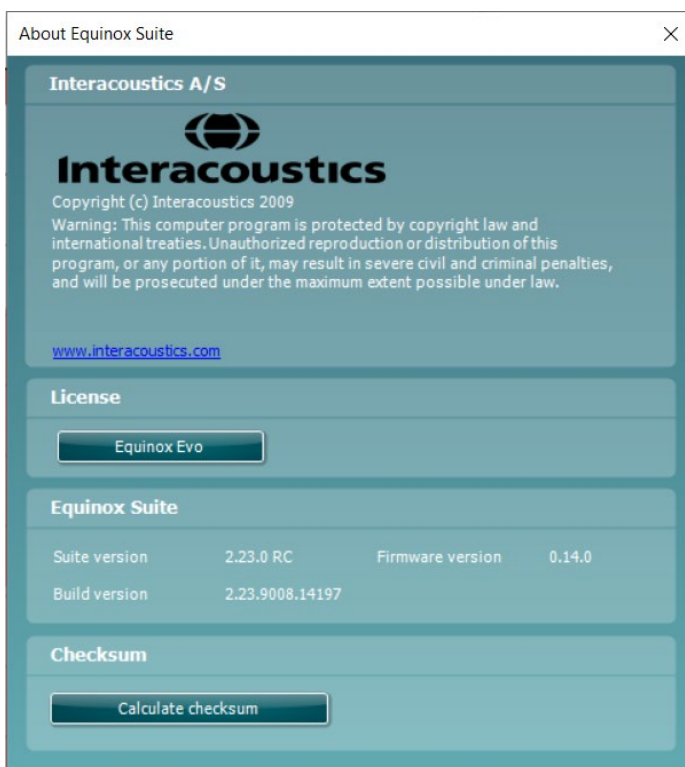 About Equinox Suite
Interacoustics A/S
Interacoustics
Copyright (c) Interacoustics 2009
Warning: This computer program is protected by copyright law and
international treaties. Unauthorized reproduction or distribution of this
program, or any portion of it, may result in severe civil and criminal penalties,
and will be prosecuted under the maximum extent possible under law.
www.interacoustics.com
License
Equinox Evo
Equinox Suite
Suite version 2.23.0 RC Firmware version 0.14.0
Build version 2.23.9008.14197
Checksum
Calculate checksum